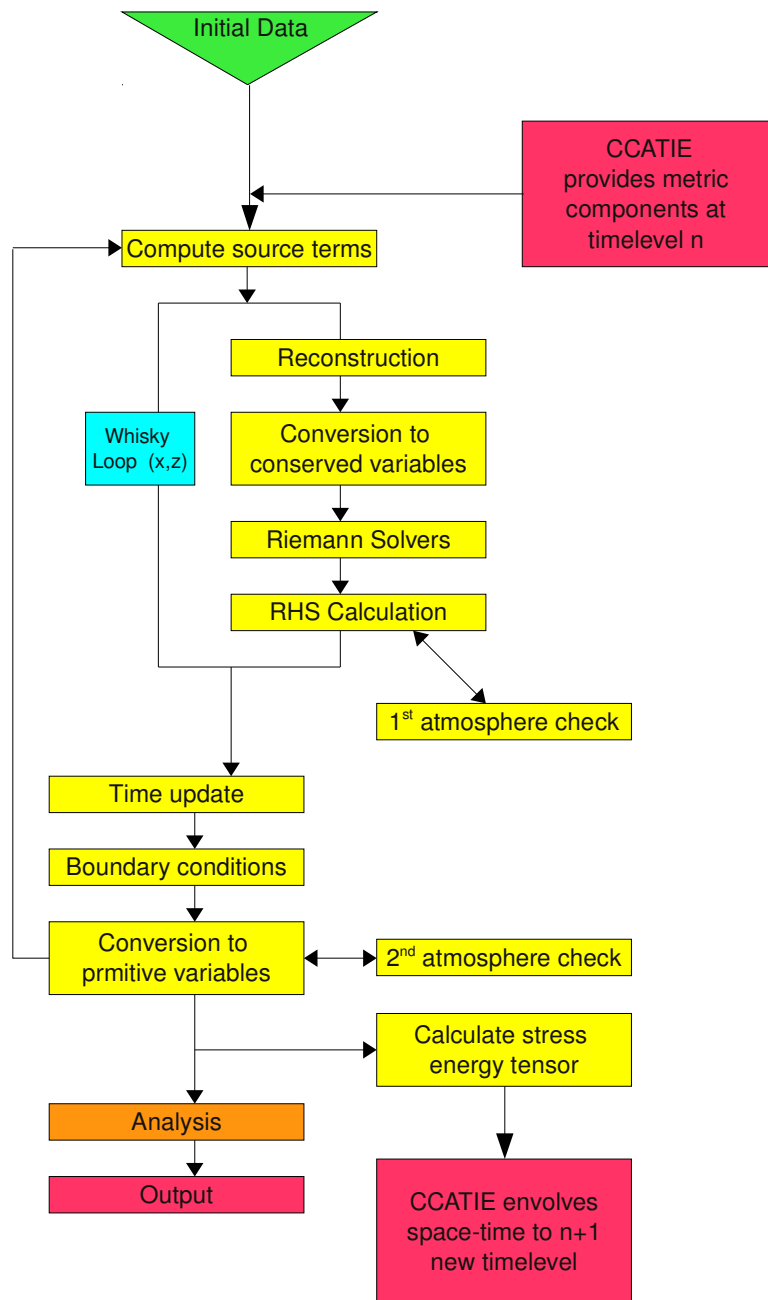 Initial Data
CCATIE
provides metric
components at
timelevel n
Compute source terms
Reconstruction
Whisky
Loop (x,z)
Conversion to
conserved variables
Riemann Solvers
RHS Calculation
1st atmosphere check
Time update
Boundary conditions
Conversion to
prmitive variables
2nd atmosphere check
Calculate stress
energy tensor
Analysis
Output
CCATIE envolves
space-time to n+1
new timelevel